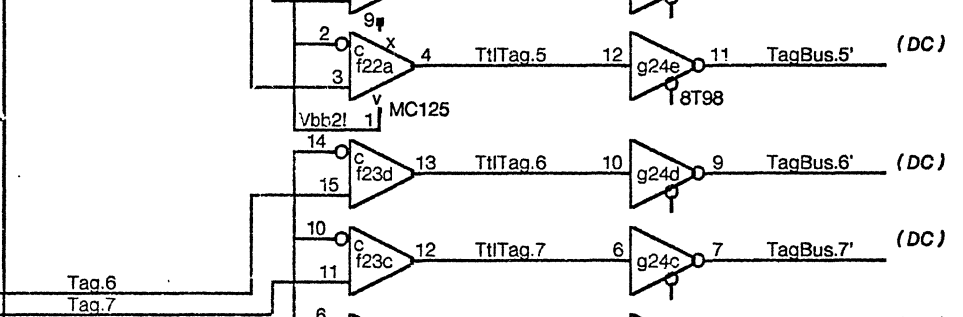 9
2 c x 4 TtlTag.5 12 11 TagBus.5' (DC)
f22a g24e
3
v MC125 8T98
Vbb2! 1
14 c 13 TtlTag.6 10 9 TagBus.6' (DC)
f23d g24d
15
10 c 12 TtlTag.7 6 7 TagBus.7' (DC)
f23c g24c
11
Tag.6
Tag.7
6